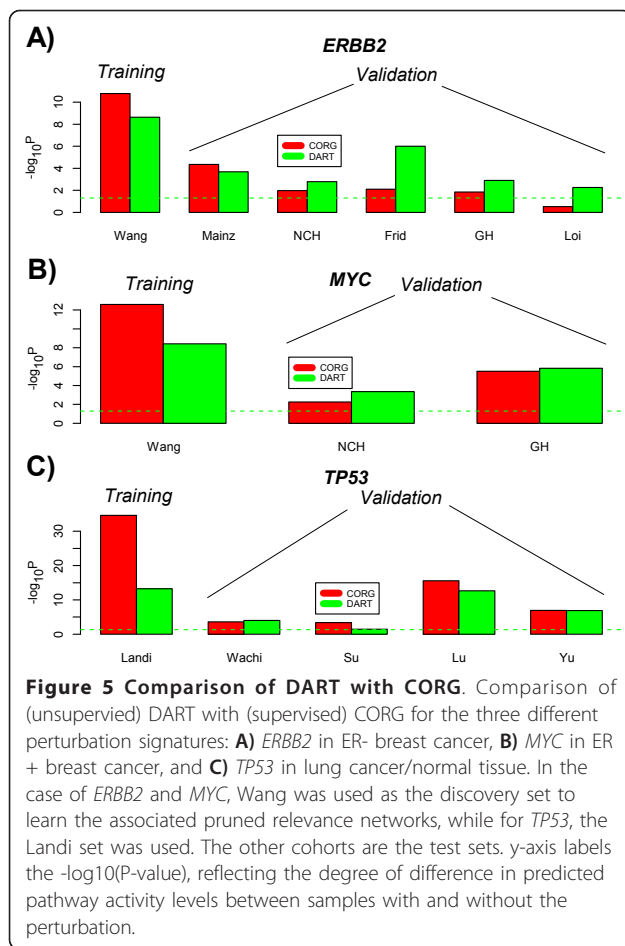 A)
ERBB2
Training
Validation
-log10P
10
8
6
4
2
0
CORG
DART
Wang Mainz NCH Frid GH Loi
B)
MYC
Training
Validation
-log10P
12
8
6
4
2
0
CORG
DART
Wang NCH GH
C)
TP53
Training
Validation
-log10P
30
20
10
0
CORG
DART
Landi Wachi Su Lu Yu
Figure 5 Comparison of DART with CORG. Comparison of
(unsupervied) DART with (supervised) CORG for the three different
perturbation signatures: A) ERBB2 in ER- breast cancer, B) MYC in ER
+ breast cancer, and C) TP53 in lung cancer/normal tissue. In the
case of ERBB2 and MYC, Wang was used as the discovery set to
learn the associated pruned relevance networks, while for TP53, the
Landi set was used. The other cohorts are the test sets. y-axis labels
the -log10(P-value), reflecting the degree of difference in predicted
pathway activity levels between samples with and without the
perturbation.